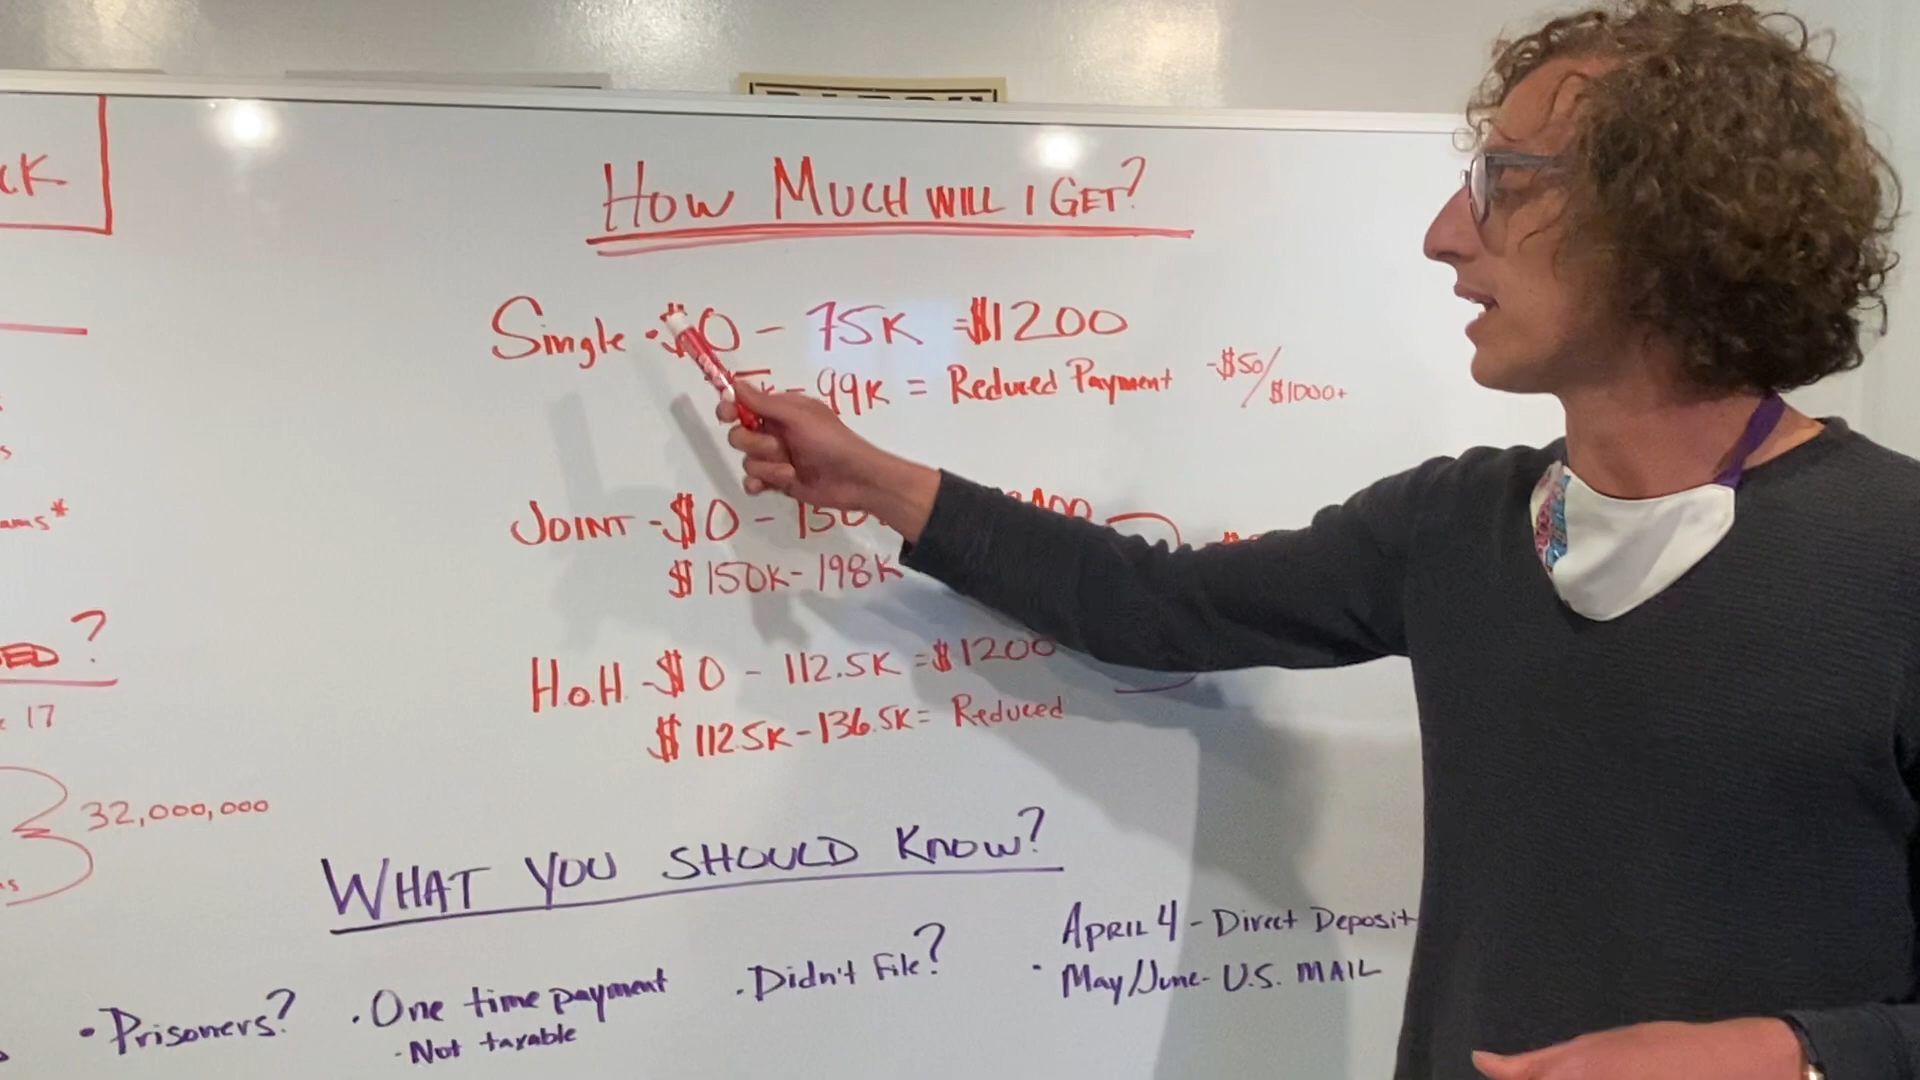 How Much will I Get?
Single - $0 - 75K = $1200
- 99K = Reduced Payment -$50/$1000+
Joint - $0 -
$150K - 198K
H.o.H. - $0 - 112.5K = $1200
$112.5K - 136.5K = Reduced
?
17
32,000,000
What You Should Know?
• Prisoners?
• One time payment
- Not taxable
• Didn't File?
April 4 - Direct Deposit
• May/June - U.S. Mail